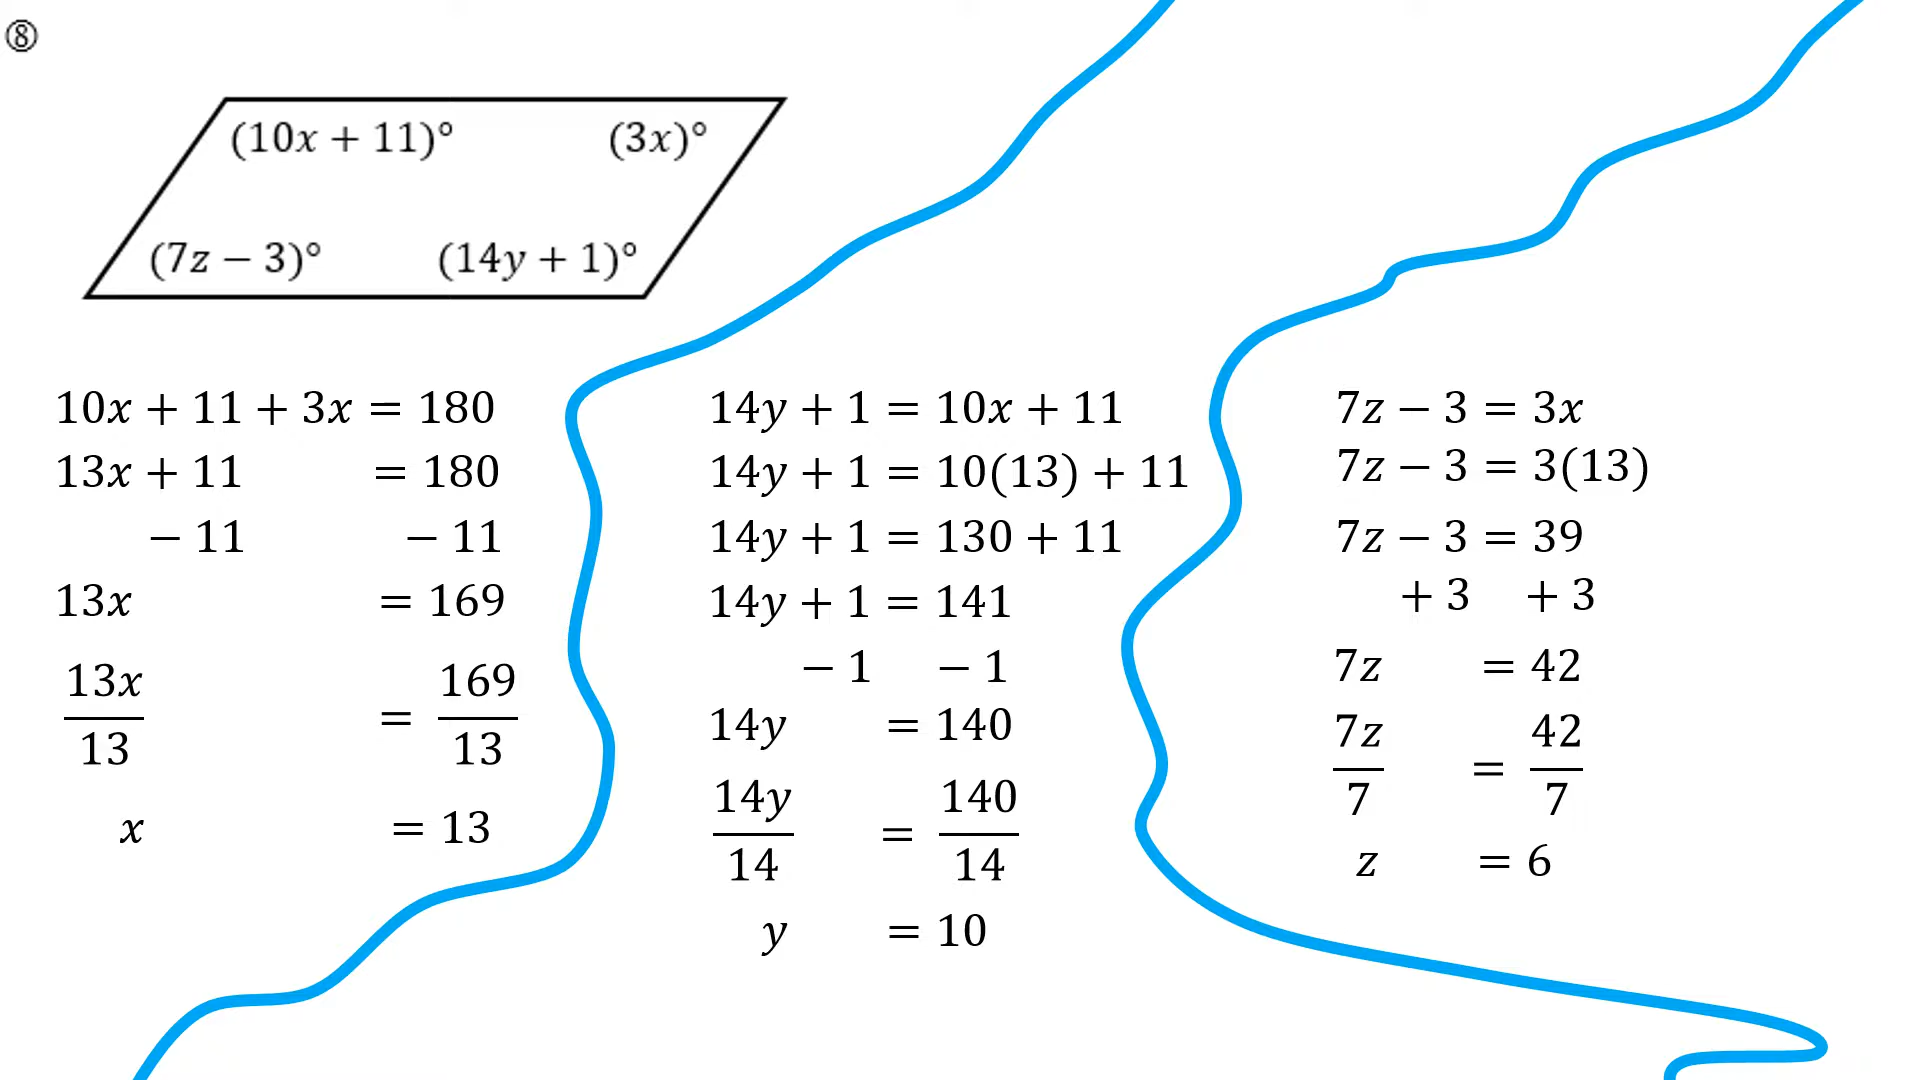 ⑧
(10x + 11)° (3x)°
(7z − 3)° (14y + 1)°
10x + 11 + 3x = 180
13x + 11 = 180
− 11 − 11
13x = 169
13x/13 = 169/13
x = 13
14y + 1 = 10x + 11
14y + 1 = 10(13) + 11
14y + 1 = 130 + 11
14y + 1 = 141
− 1 − 1
14y = 140
14y/14 = 140/14
y = 10
7z − 3 = 3x
7z − 3 = 3(13)
7z − 3 = 39
+ 3 + 3
7z = 42
7z/7 = 42/7
z = 6